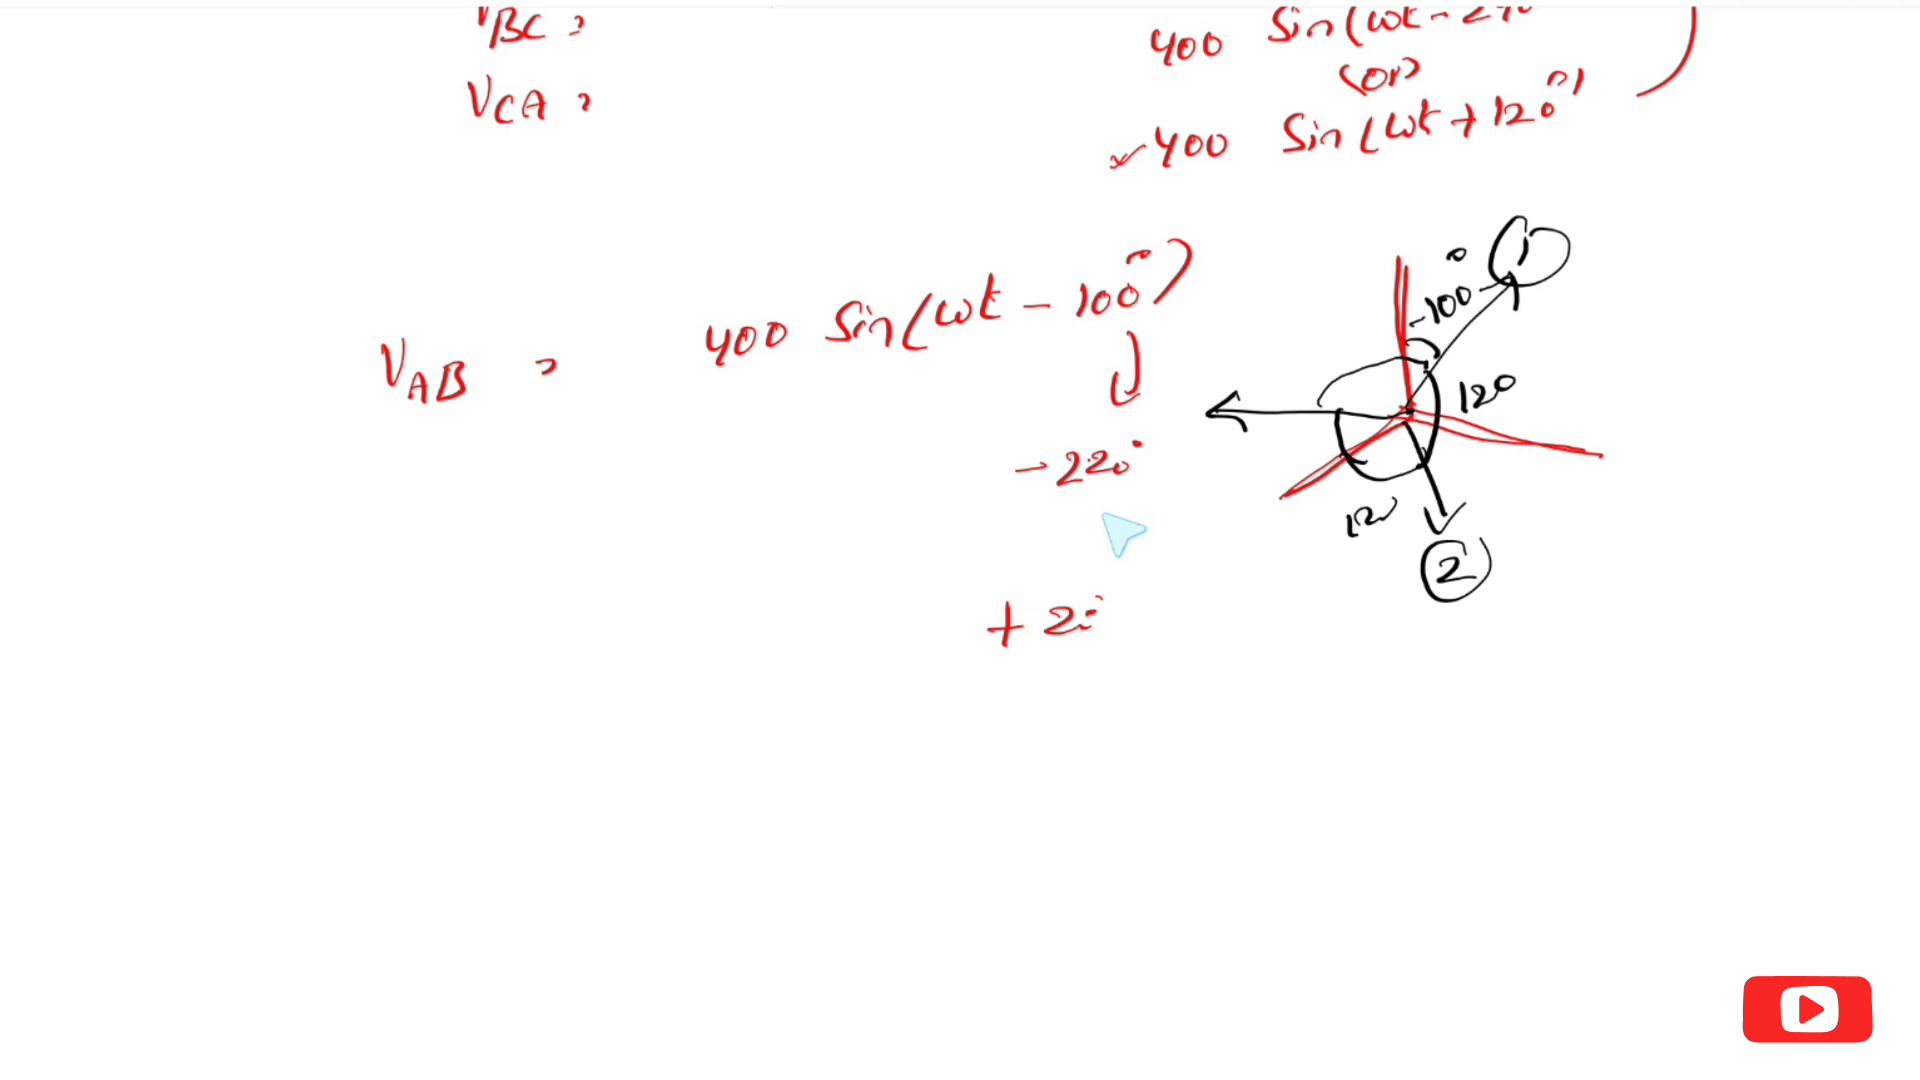 VBC =
400 Sin(ωt - 240
(or)
VCA =
400 Sin(ωt + 120°)
VAB = 400 Sin(ωt - 100°)
-100°
1
120
-220°
120
2
+ 20